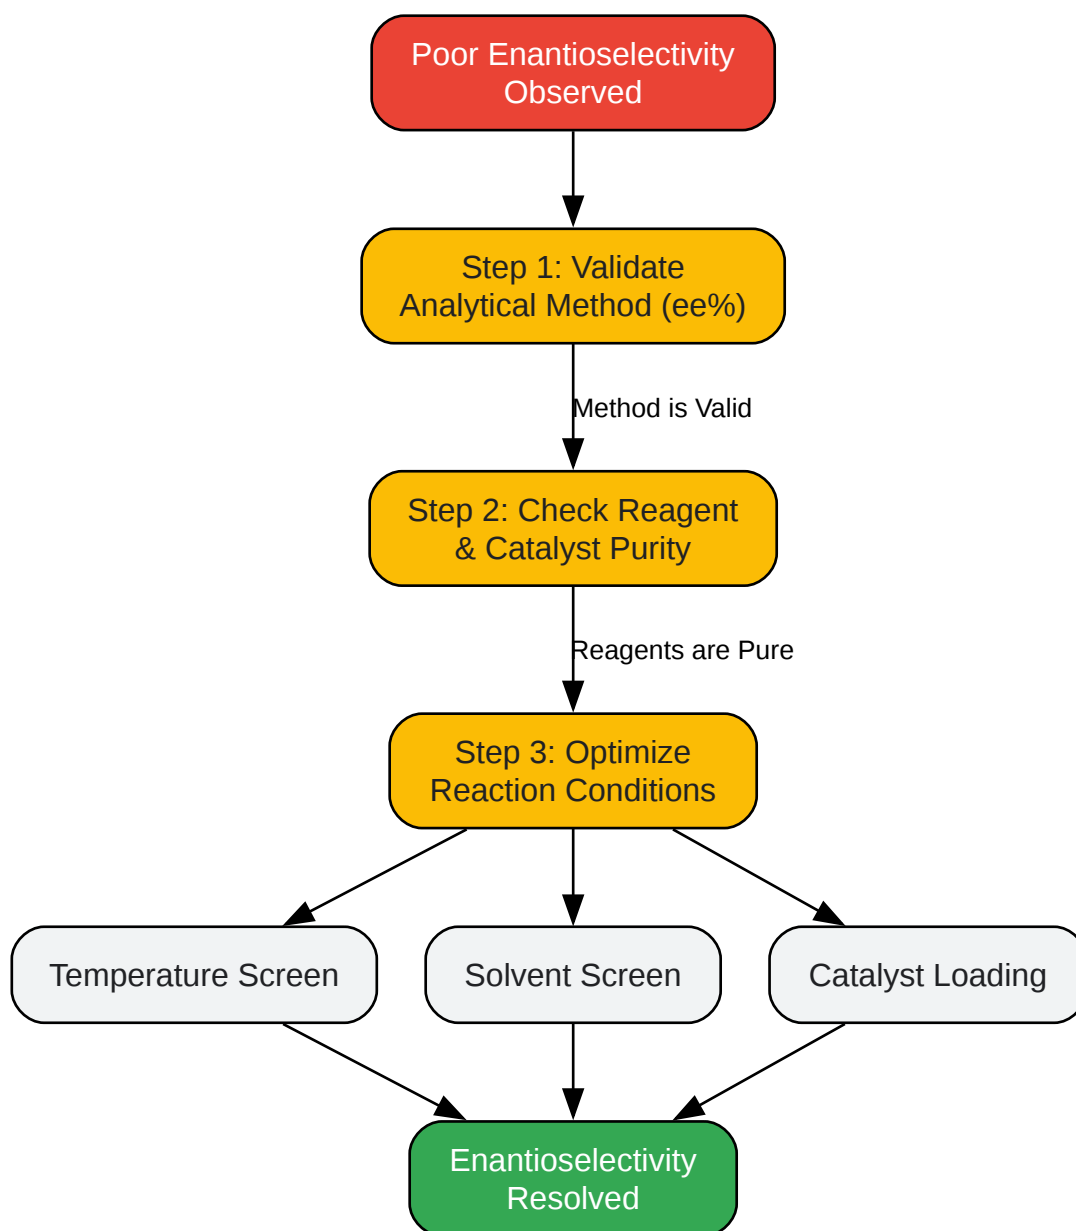 Poor Enantioselectivity
Observed
Step 1: Validate
Analytical Method (ee%)
Method is Valid
Step 2: Check Reagent
& Catalyst Purity
Reagents are Pure
Step 3: Optimize
Reaction Conditions
Temperature Screen
Solvent Screen
Catalyst Loading
Enantioselectivity
Resolved